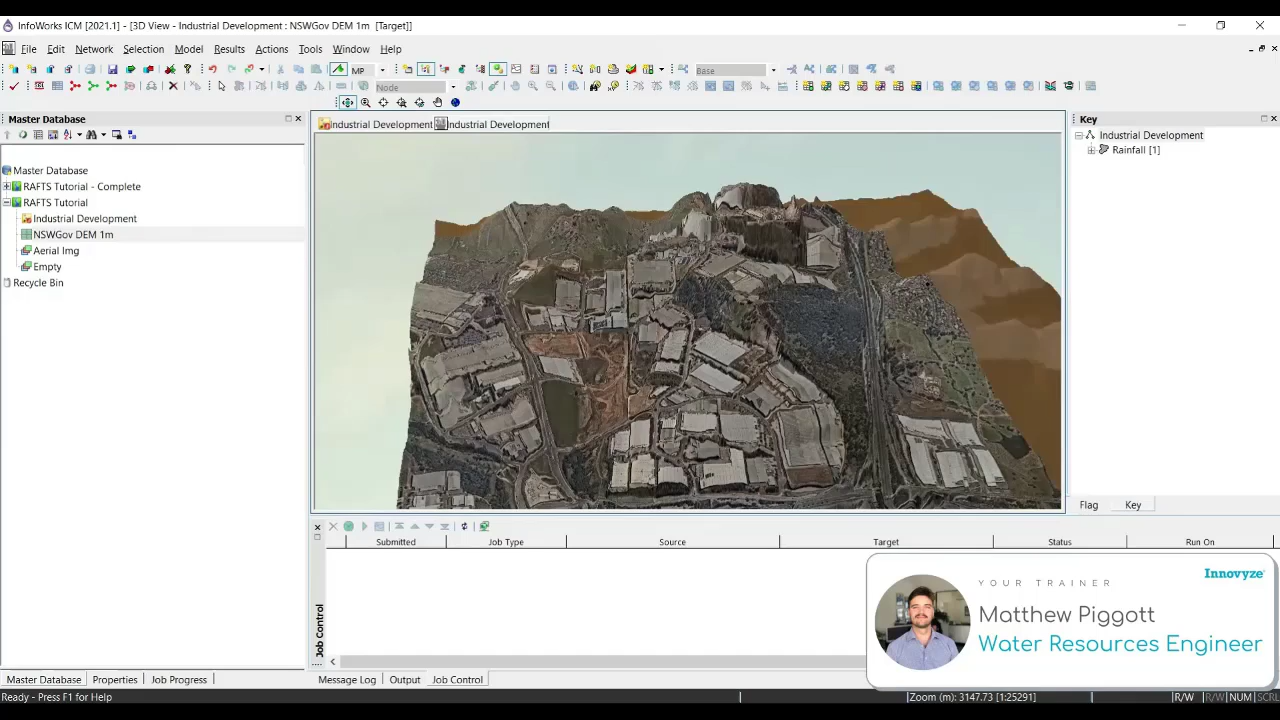 InfoWorks ICM [2021.1] - [3D View - Industrial Development : NSWGov DEM 1m  [Target]]
File Edit Network Selection Model Results Actions Tools Window Help
MP
Base
Node
Master Database
Master Database
RAFTS Tutorial - Complete
RAFTS Tutorial
Industrial Development
NSWGov DEM 1m
Aerial Img
Empty
Recycle Bin
Industrial Development Industrial Development
Key
Industrial Development
Rainfall [1]
Flag Key
Submitted Job Type Source Target Status Run On
Job Control
Innovyze
YOUR TRAINER
Matthew Piggott
Water Resources Engineer
Master Database Properties Job Progress
Message Log Output Job Control
Ready - Press F1 for Help
Zoom (m): 3147.73 [1:25291]
R/W R/W NUM SCRL